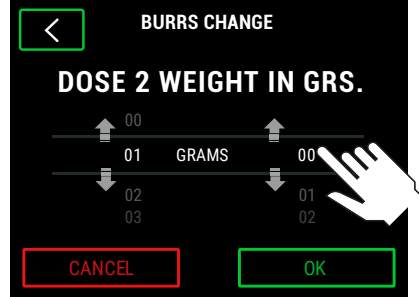 BURRS CHANGE
DOSE 2 WEIGHT IN GRS.
00
01 GRAMS 00
02 01
03 02
CANCEL OK